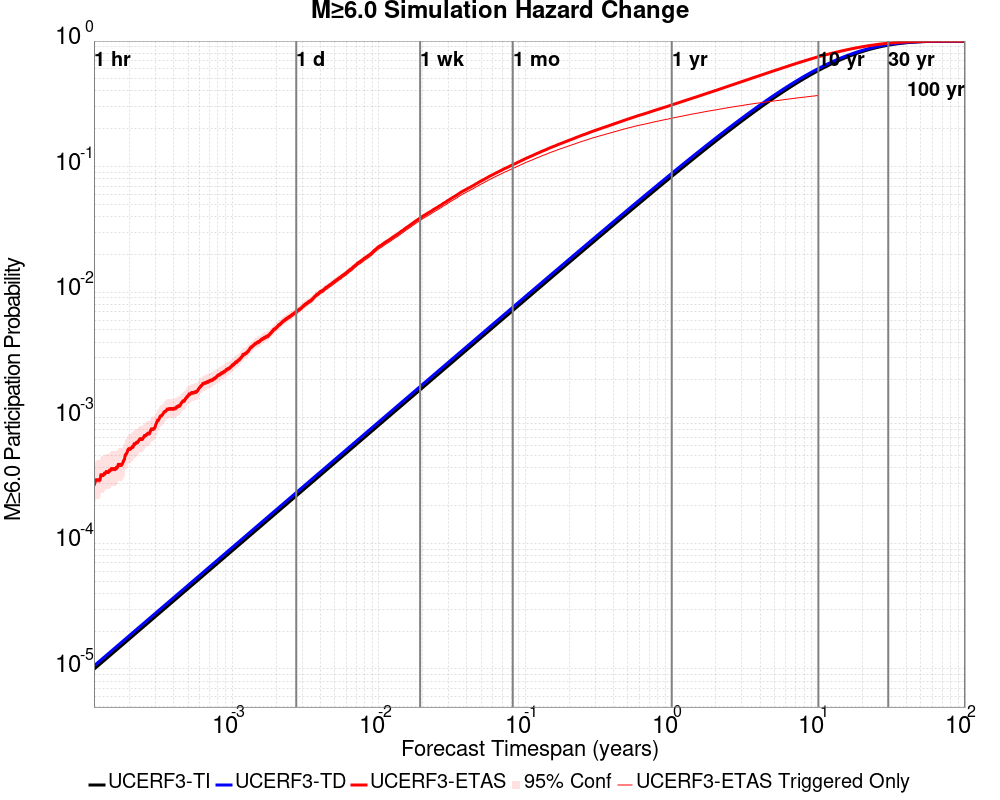 M≥6.0 Simulation Hazard Change
10^0
10^-1
10^-2
10^-3
10^-4
10^-5
M≥6.0 Participation Probability
1 hr
1 d
1 wk
1 mo
1 yr
10 yr
30 yr
100 yr
10^-3
10^-2
10^-1
10^0
10^1
10^2
Forecast Timespan (years)
UCERF3-TI UCERF3-TD UCERF3-ETAS 95% Conf UCERF3-ETAS Triggered Only